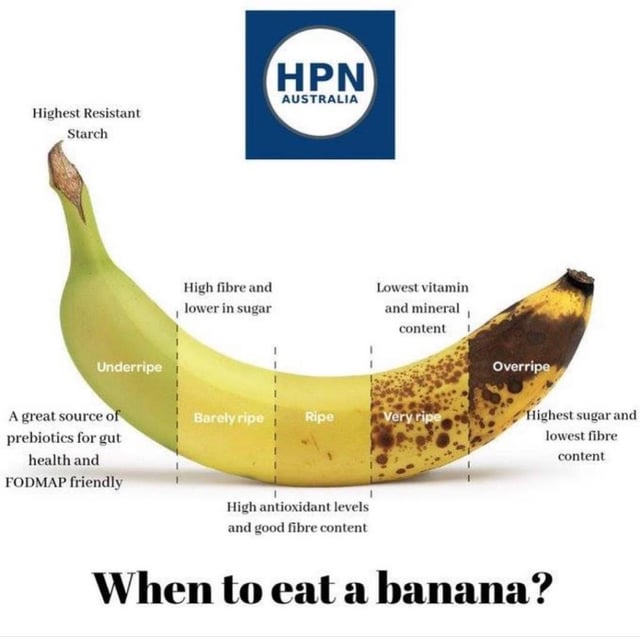 HPN
AUSTRALIA
Highest Resistant
Starch
High fibre and
lower in sugar
Lowest vitamin
and mineral
content
Underripe
Barely ripe
Ripe
Very ripe
Overripe
A great source of
prebiotics for gut
health and
FODMAP friendly
Highest sugar and
lowest fibre
content
High antioxidant levels
and good fibre content
When to eat a banana?